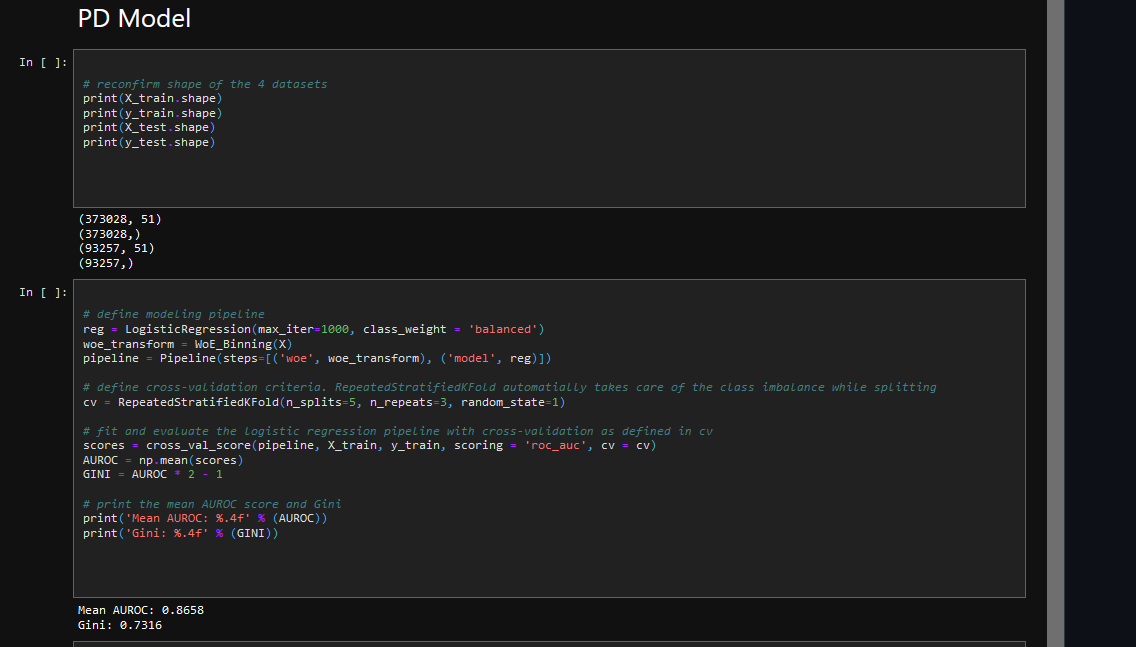 PD Model
In [ ]:
# reconfirm shape of the 4 datasets
print(X_train.shape)
print(y_train.shape)
print(X_test.shape)
print(y_test.shape)
(373028, 51)
(373028,)
(93257, 51)
(93257,)
In [ ]:
# define modeling pipeline
reg = LogisticRegression(max_iter=1000, class_weight = 'balanced')
woe_transform = WoE_Binning(X)
pipeline = Pipeline(steps=[('woe', woe_transform), ('model', reg)])
# define cross-validation criteria. RepeatedStratifiedKFold automatially takes care of the class imbalance while splitting
cv = RepeatedStratifiedKFold(n_splits=5, n_repeats=3, random_state=1)
# fit and evaluate the logistic regression pipeline with cross-validation as defined in cv
scores = cross_val_score(pipeline, X_train, y_train, scoring = 'roc_auc', cv = cv)
AUROC = np.mean(scores)
GINI = AUROC * 2 - 1
# print the mean AUROC score and Gini
print('Mean AUROC: %.4f' % (AUROC))
print('Gini: %.4f' % (GINI))
Mean AUROC: 0.8658
Gini: 0.7316